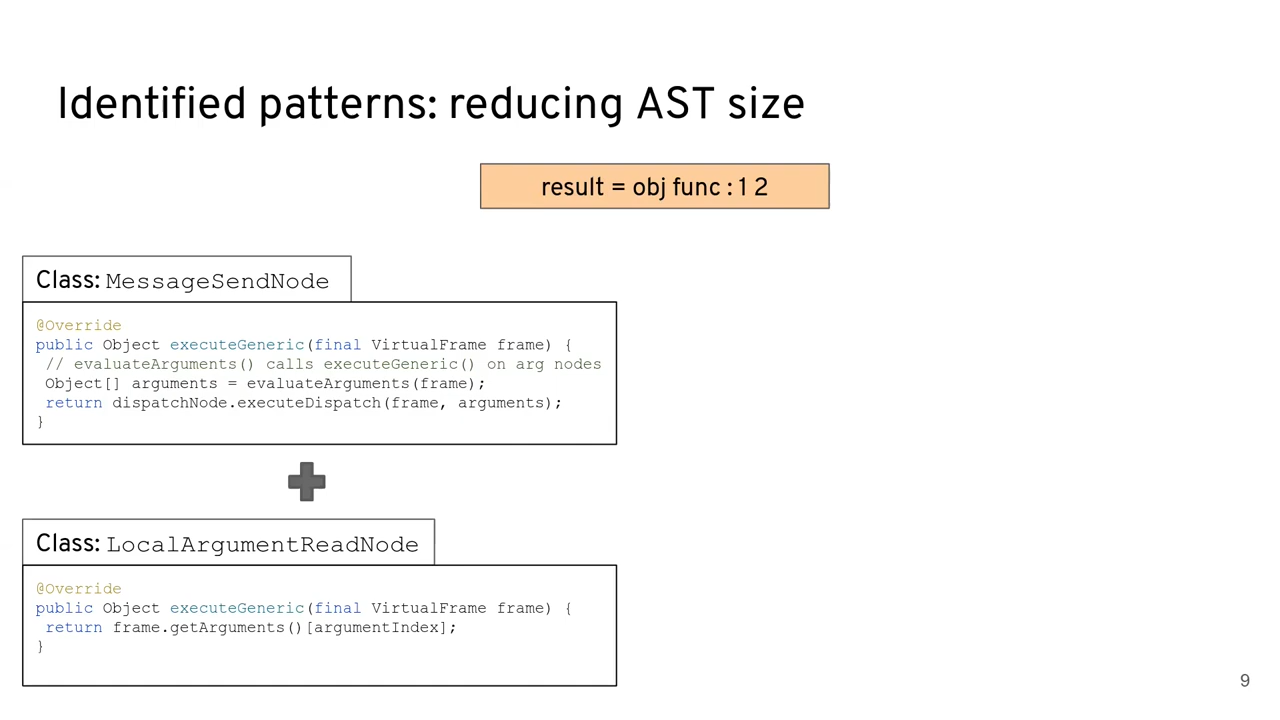 Identified patterns: reducing AST size
result = obj func : 1 2
Class: MessageSendNode
@Override
public Object executeGeneric(final VirtualFrame frame) {
// evaluateArguments() calls executeGeneric() on arg nodes
Object[] arguments = evaluateArguments(frame);
return dispatchNode.executeDispatch(frame, arguments);
}
Class: LocalArgumentReadNode
@Override
public Object executeGeneric(final VirtualFrame frame) {
return frame.getArguments()[argumentIndex];
}
9